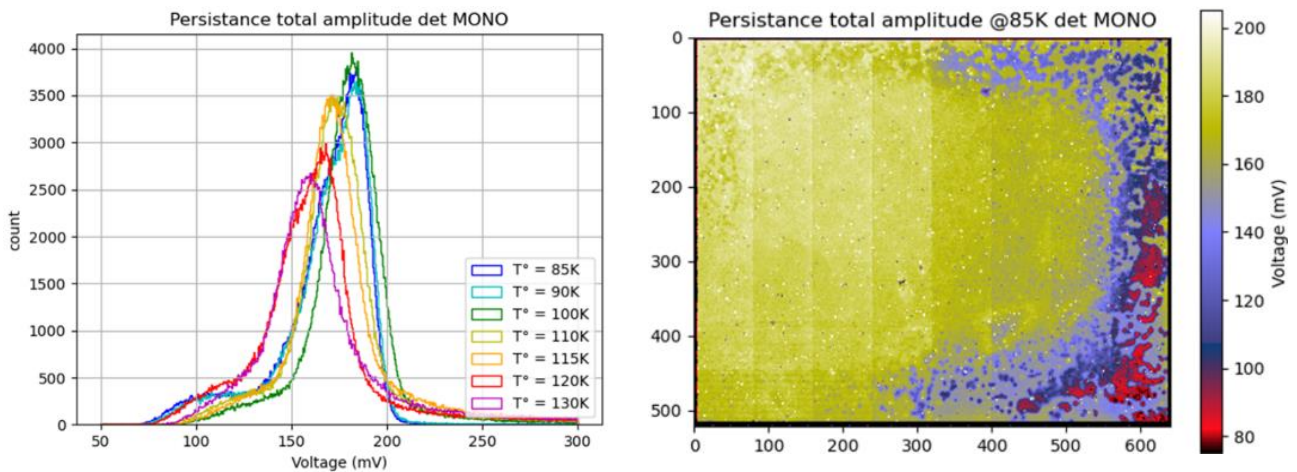 Persistance total amplitude det MONO
4000
3500
3000
2500
2000
1500
1000
500
0
count
50 100 150 200 250 300
Voltage (mV)
T° = 85K
T° = 90K
T° = 100K
T° = 110K
T° = 115K
T° = 120K
T° = 130K
Persistance total amplitude @85K det MONO
0
100
200
300
400
500
0 100 200 300 400 500 600
200
180
160
140
120
100
80
Voltage (mV)